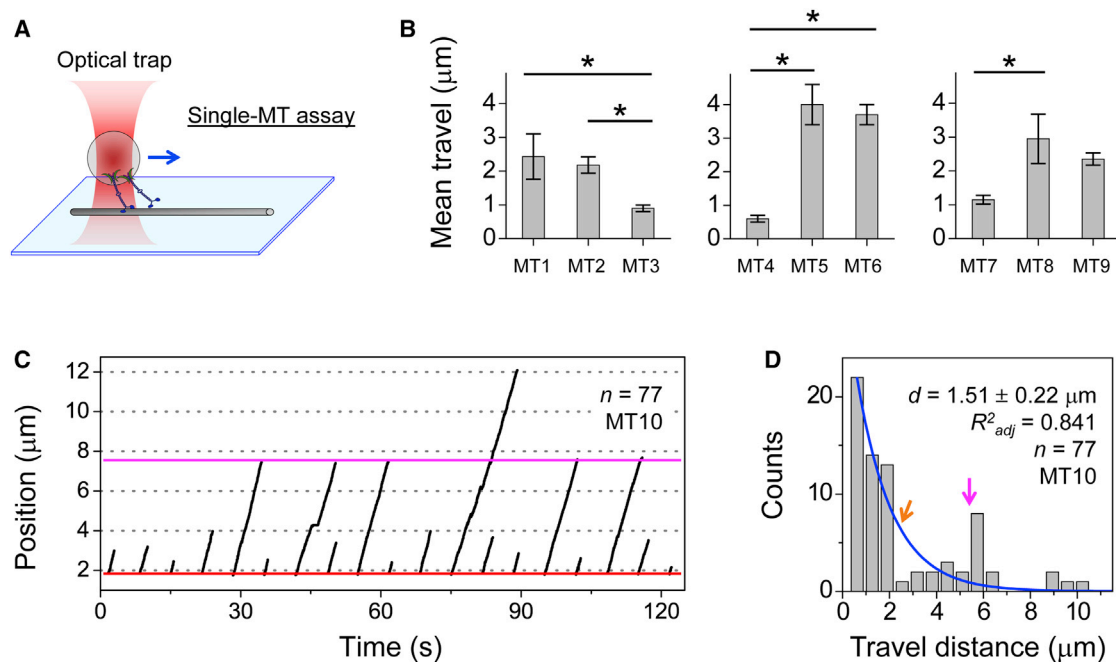 A
Optical trap
Single-MT assay
B
Mean travel (μm)
4
3
2
1
0
MT1 MT2 MT3
*
*
4
3
2
1
0
MT4 MT5 MT6
*
*
4
3
2
1
0
MT7 MT8 MT9
*
C
Position (μm)
12
10
8
6
4
2
0 30 60 90 120
Time (s)
n = 77
MT10
D
Counts
20
10
0
0 2 4 6 8 10
Travel distance (μm)
d = 1.51 ± 0.22 μm
R²adj = 0.841
n = 77
MT10